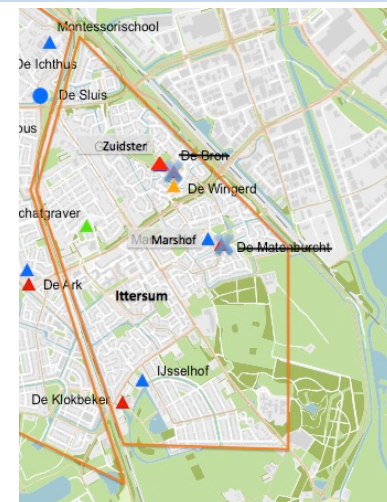 Montessorischool
De Ichthus
De Sluis
ous
Zuidster
De Bron
De Wingerd
chatgraver
Ma
Marshof
De Matenburcht
De Ark
Ittersum
IJsselhof
De Klokbeker